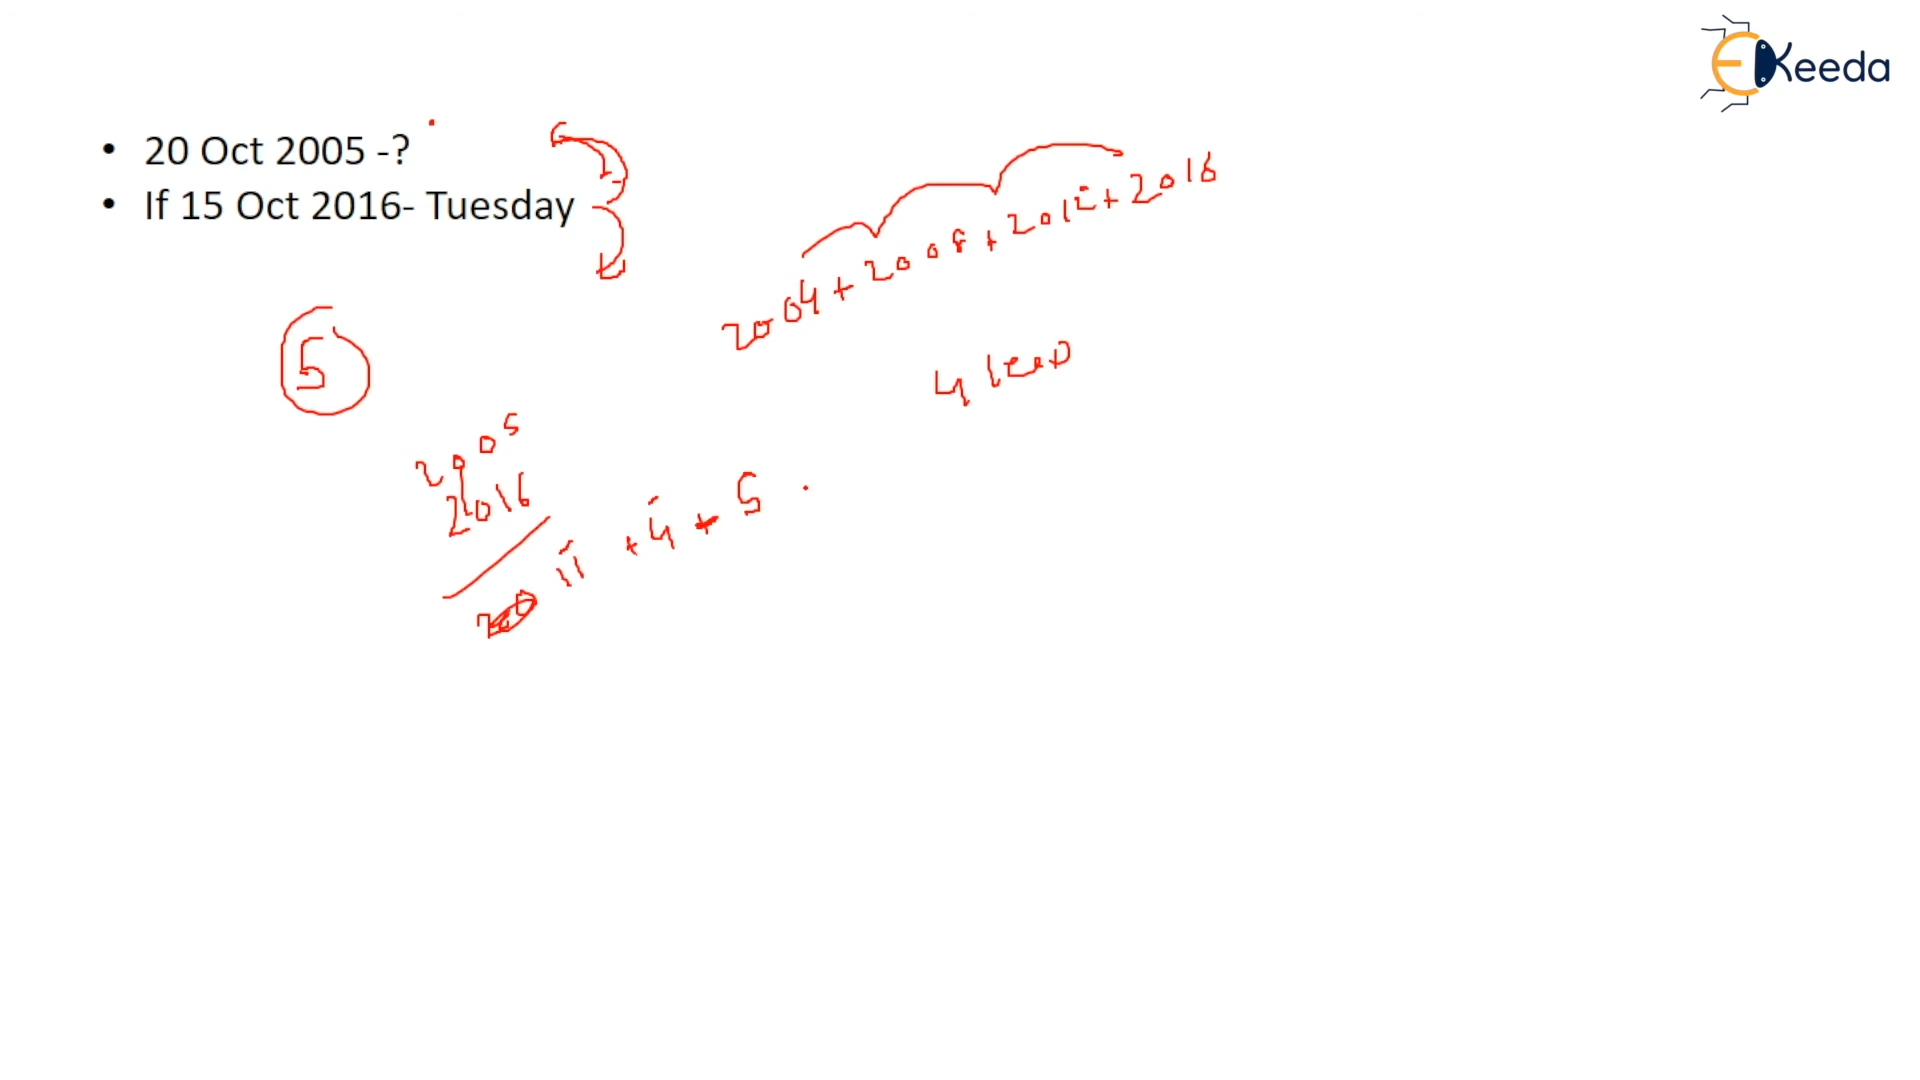 Keeda
• 20 Oct 2005 -?
• If 15 Oct 2016- Tuesday
2004 + 2008 + 2012 + 2016
5
4 leap
2005
2016
11 + 4 + 5